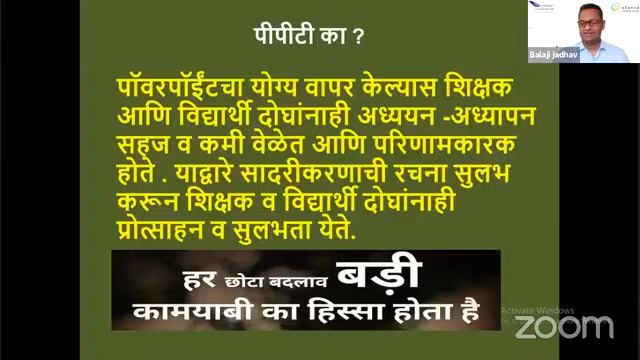 पीपीटी का ?
Balaji jadhav
पॉवरपॉईंटचा योग्य वापर केल्यास शिक्षक
आणि विद्यार्थी दोघांनाही अध्ययन -अध्यापन
सहज व कमी वेळेत आणि परिणामकारक
होते . याद्वारे सादरीकरणाची रचना सुलभ
करून शिक्षक व विद्यार्थी दोघांनाही
प्रोत्साहन व सुलभता येते.
हर छोटा बदलाव बड़ी
कामयाबी का हिस्सा होता है
Activate Windows
zoom